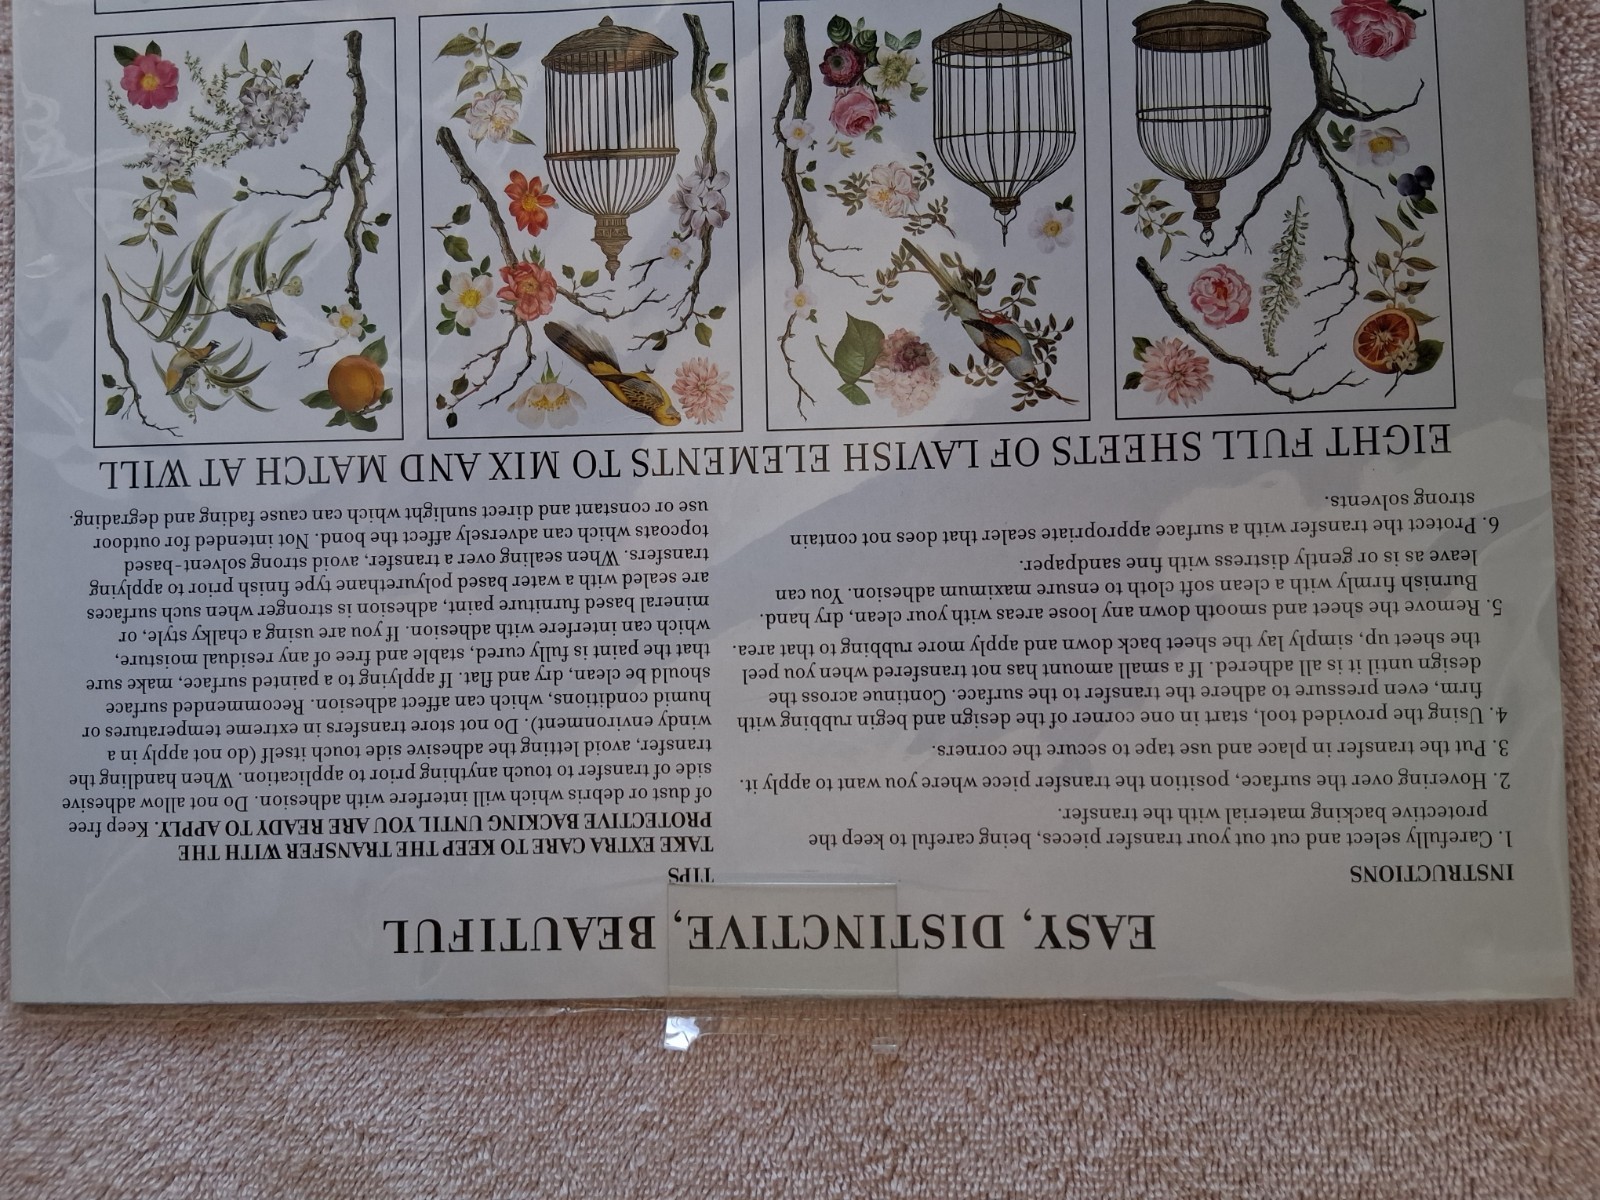 EASY, DISTINCTIVE, BEAUTIFUL
INSTRUCTIONS
1. Carefully select and cut out your transfer pieces, being careful to keep the
protective backing material with the transfer.
2. Hovering over the surface, position the transfer piece where you want to apply it.
3. Put the transfer in place and use tape to secure the corners.
4. Using the provided tool, start in one corner of the design and begin rubbing with
firm, even pressure to adhere the transfer to the surface. Continue across the
design until it is all adhered. If a small amount has not transfered when you peel
the sheet up, simply lay the sheet back down and apply more rubbing to that area.
5. Remove the sheet and smooth down any loose areas with your clean, dry hand.
Burnish firmly with a clean soft cloth to ensure maximum adhesion. You can
leave as is or gently distress with fine sandpaper.
6. Protect the transfer with a surface appropriate sealer that does not contain
strong solvents.
TIPS
TAKE EXTRA CARE TO KEEP THE TRANSFER WITH THE
PROTECTIVE BACKING UNTIL YOU ARE READY TO APPLY. Keep free
of dust or debris which will interfere with adhesion. Do not allow adhesive
side of transfer to touch anything prior to application. When handling the
transfer, avoid letting the adhesive side touch itself (do not apply in a
windy environment). Do not store transfers in extreme temperatures or
humid conditions, which can affect adhesion. Recommended surface
should be clean, dry and flat. If applying to a painted surface, make sure
that the paint is fully cured, stable and free of any residual moisture,
which can interfere with adhesion. If you are using a chalky style, or
mineral based furniture paint, adhesion is stronger when such surfaces
are sealed with a water based polyurethane type finish prior to applying
transfers. When sealing over a transfer, avoid strong solvent-based
topcoats which can adversely affect the bond. Not intended for outdoor
use or constant and direct sunlight which can cause fading and degrading.
EIGHT FULL SHEETS OF LAVISH ELEMENTS TO MIX AND MATCH AT WILL